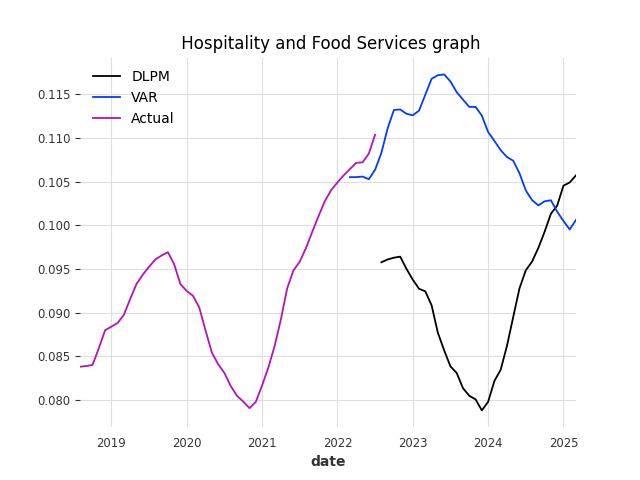 Hospitality and Food Services graph
DLPM
VAR
Actual
0.115
0.110
0.105
0.100
0.095
0.090
0.085
0.080
2019 2020 2021 2022 2023 2024 2025
date